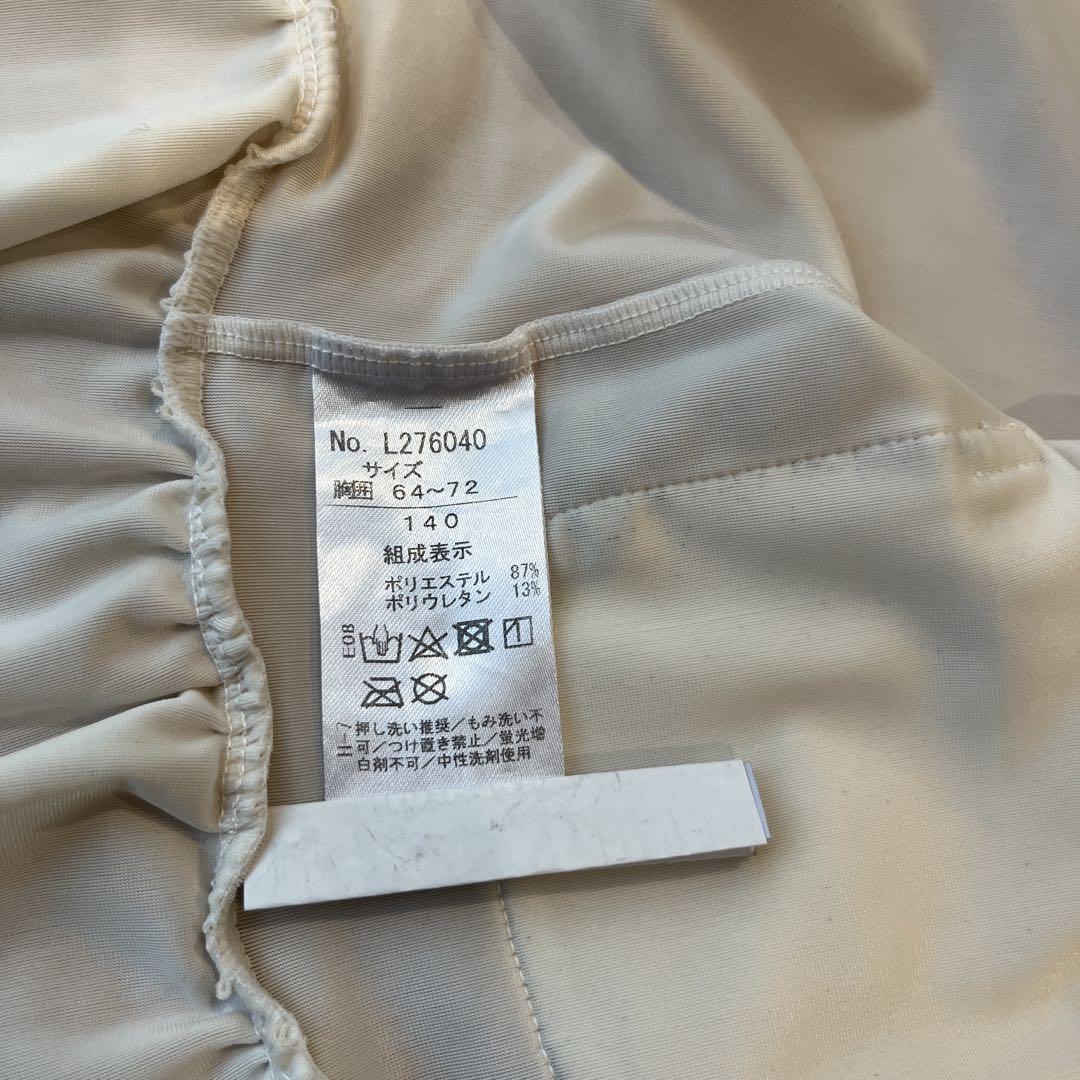 No. L276040
サイズ
胸囲 64～72
140
組成表示
ポリエステル 87%
ポリウレタン 13%
E08
H-7
押し洗い推奨／もみ洗い不
可／つけ置き禁止／蛍光増
白剤不可／中性洗剤使用